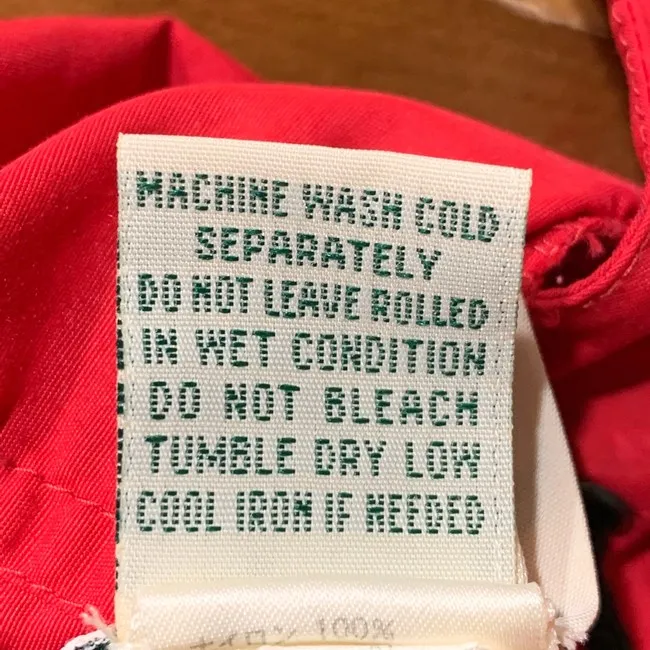 MACHINE WASH COLD
SEPARATELY
DO NOT LEAVE ROLLED
IN WET CONDITION
DO NOT BLEACH
TUMBLE DRY LOW
COOL IRON IF NEEDED
100%